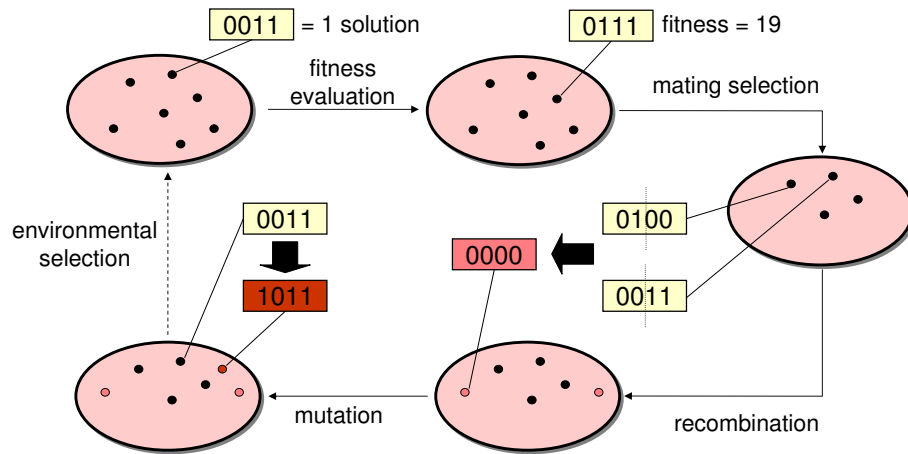 0011 = 1 solution
0111 fitness = 19
fitness
evaluation
mating selection
environmental
selection
0011
1011
0000
0100
0011
mutation
recombination